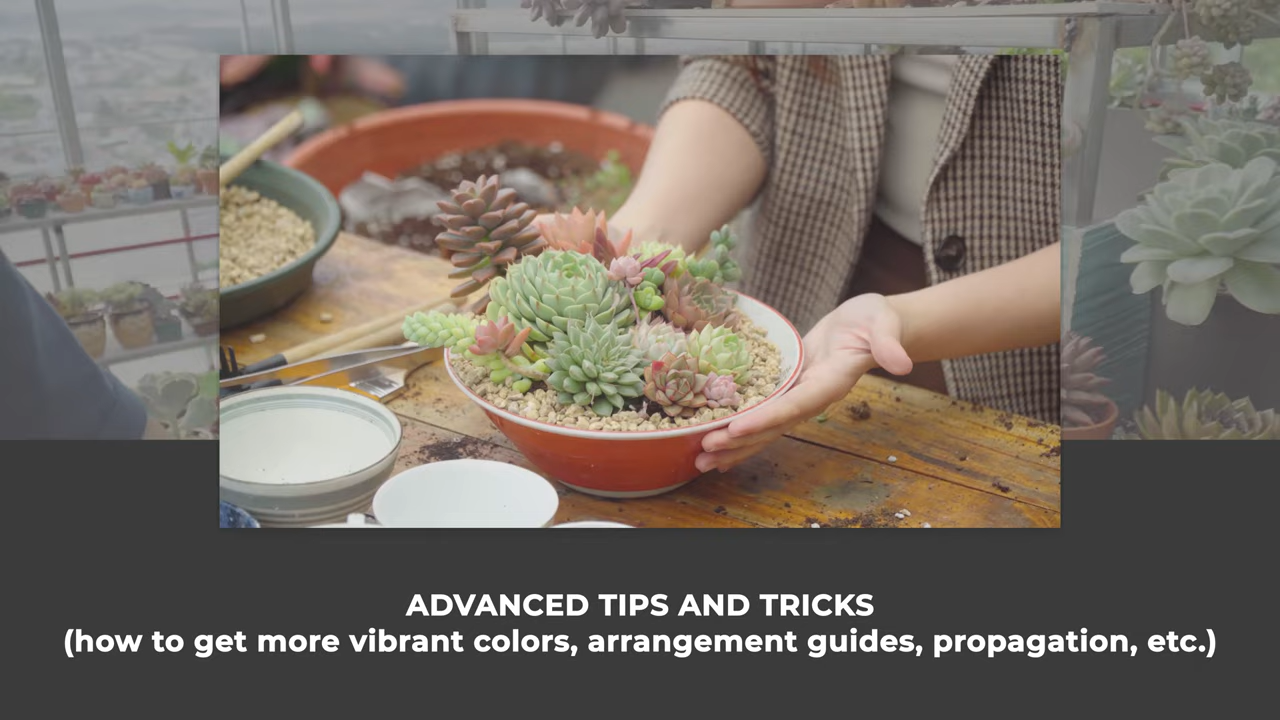 ADVANCED TIPS AND TRICKS
(how to get more vibrant colors, arrangement guides, propagation, etc.)